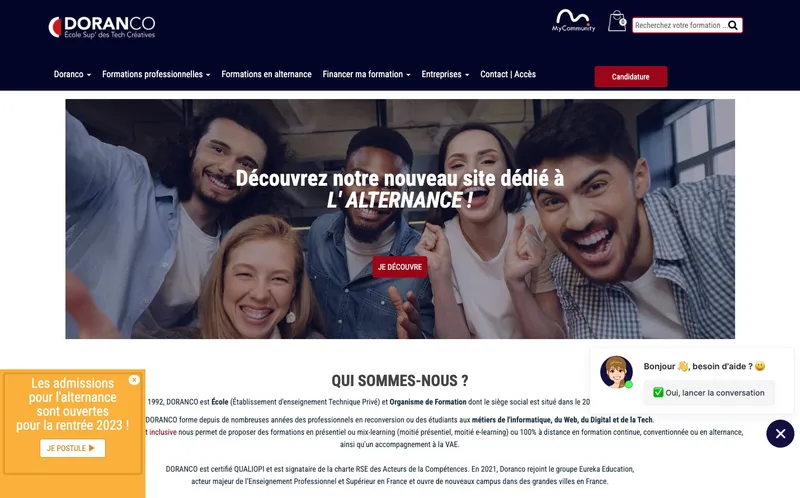 DORANCO
École Sup' des Tech Créatives
MyCommunity
0
Recherchez votre formation ...
Doranco
Formations professionnelles
Formations en alternance
Financer ma formation
Entreprises
Contact | Accès
Candidature
Découvrez notre nouveau site dédié à
L' ALTERNANCE !
JE DÉCOUVRE
QUI SOMMES-NOUS ?
1992, DORANCO est École (Établissement d'enseignement Technique Privé) et Organisme de Formation dont le siège social est situé dans le 20
DORANCO forme depuis de nombreuses années des professionnels en reconversion ou des étudiants aux métiers de l'informatique, du Web, du Digital et de la Tech.
t inclusive nous permet de proposer des formations en présentiel ou mix-learning (moitié présentiel, moitié e-learning) ou 100% à distance en formation continue, conventionnée ou en alternance,
ainsi qu'un accompagnement à la VAE.
DORANCO est certifié QUALIOPI et est signataire de la charte RSE des Acteurs de la Compétences. En 2021, Doranco rejoint le groupe Eureka Education,
acteur majeur de l'Enseignement Professionnel et Supérieur en France et ouvre de nouveaux campus dans des grandes villes en France.
Les admissions
pour l'alternance
sont ouvertes
pour la rentrée 2023 !
JE POSTULE
x
Bonjour 👋, besoin d'aide ? 😀
✅ Oui, lancer la conversation